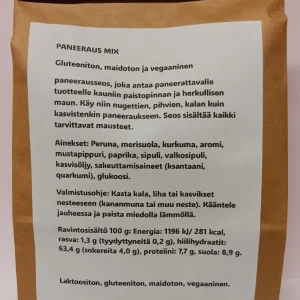 PANEERAUS MIX
Gluteeniton, maidoton ja vegaaninen
paneerausseos, joka antaa paneerattavalle
tuotteelle kauniin paistopinnan ja herkullisen
maun. Käy niin nugettien, pihvien, kalan kuin
kasvistenkin paneeraukseen. Seos sisältää kaikki
tarvittavat mausteet.
Ainekset: Peruna, merisuola, kurkuma, aromi,
mustapippuri, paprika, sipuli, valkosipuli,
kasvisöljy, sakeuttamisaineet (ksantaani,
quarkumi), glukoosi.
Valmistusohje: Kasta kala, liha tai kasvikset
nesteeseen (kananmuna tai muu neste). Kääntele
jauheessa ja paista miedolla lämmöllä.
Ravintosisältö 100 g: Energia: 1196 kJ/ 281 kcal,
rasva: 1,3 g (tyydyttyneitä 0,2 g), hiilihydraatit:
63,4 g (sokereita 4,0 g), proteiini: 7,7 g, suola: 8,9 g.
Laktoositon, gluteeniton, maidoton, vegaaninen.